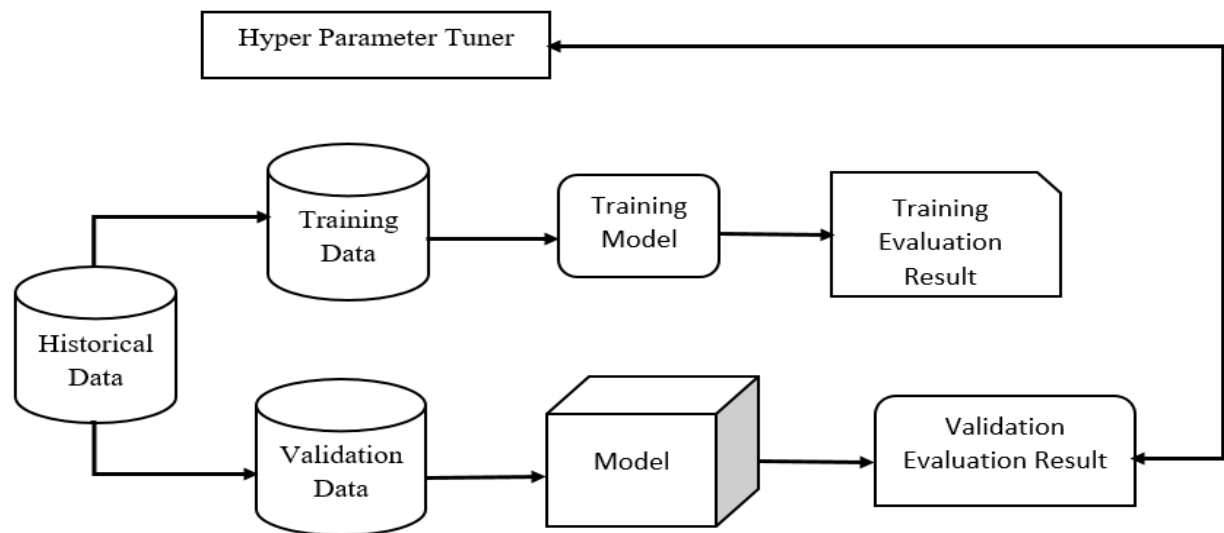 Hyper Parameter Tuner
Training
Data
Training
Model
Training
Evaluation
Result
Historical
Data
Validation
Data
Model
Validation
Evaluation Result